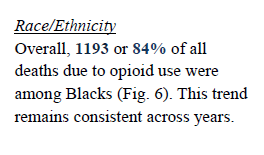 Race/Ethnicity
Overall, 1193 or 84% of all
deaths due to opioid use were
among Blacks (Fig. 6). This trend
remains consistent across years.